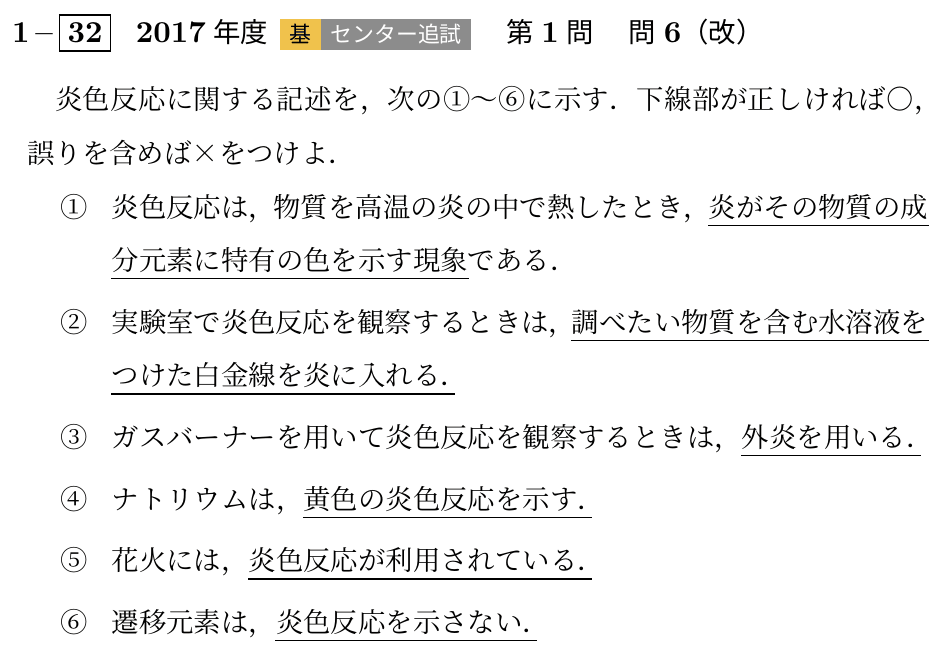 1－32 2017 年度 基 センター追試 第 1 問 問 6（改）
炎色反応に関する記述を，次の①～⑥に示す．下線部が正しければ○，
誤りを含めば×をつけよ．
① 炎色反応は，物質を高温の炎の中で熱したとき，炎がその物質の成
分元素に特有の色を示す現象である．
② 実験室で炎色反応を観察するときは，調べたい物質を含む水溶液を
つけた白金線を炎に入れる．
③ ガスバーナーを用いて炎色反応を観察するときは，外炎を用いる．
④ ナトリウムは，黄色の炎色反応を示す．
⑤ 花火には，炎色反応が利用されている．
⑥ 遷移元素は，炎色反応を示さない．